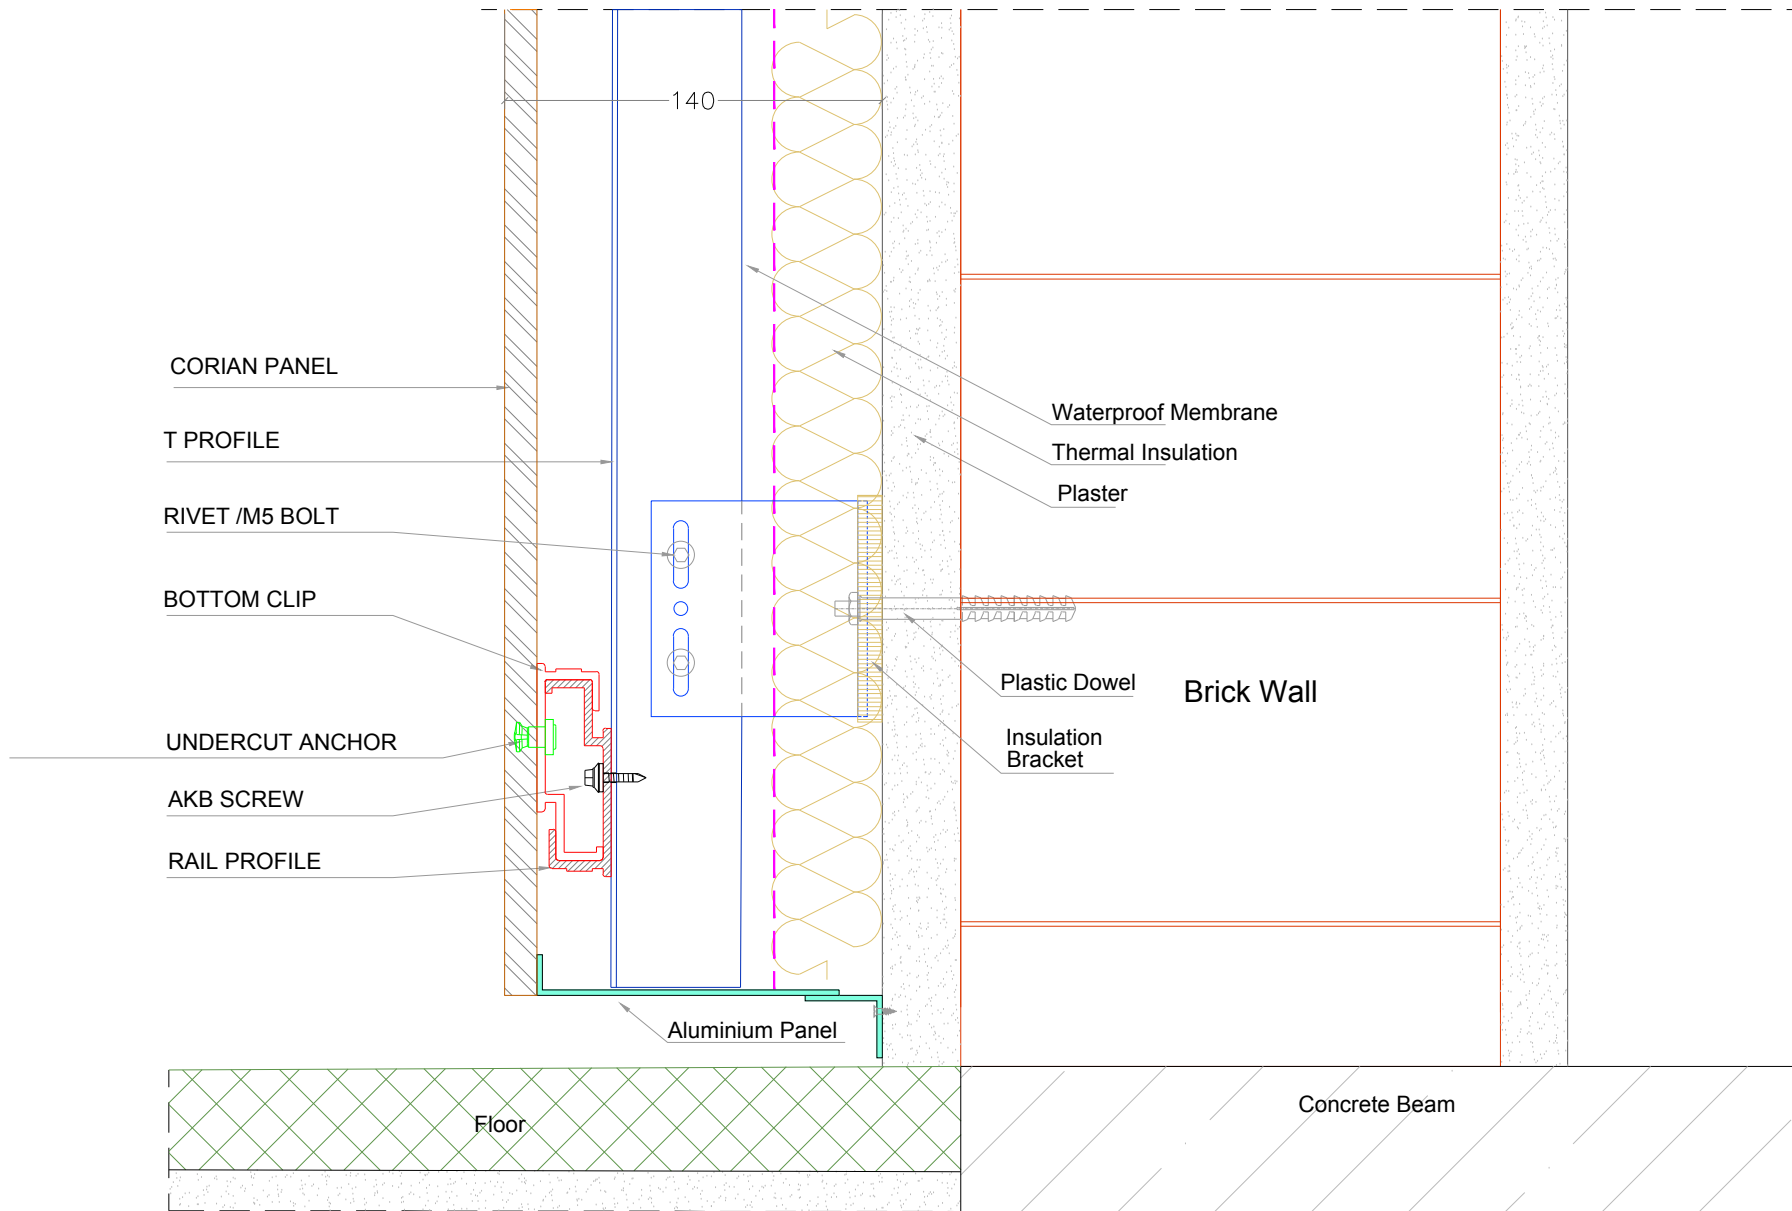 140
CORIAN PANEL
T PROFILE
RIVET /M5 BOLT
BOTTOM CLIP
UNDERCUT ANCHOR
AKB SCREW
RAIL PROFILE
Waterproof Membrane
Thermal Insulation
Plaster
Plastic Dowel
Brick Wall
Insulation
Bracket
Aluminium Panel
Floor
Concrete Beam